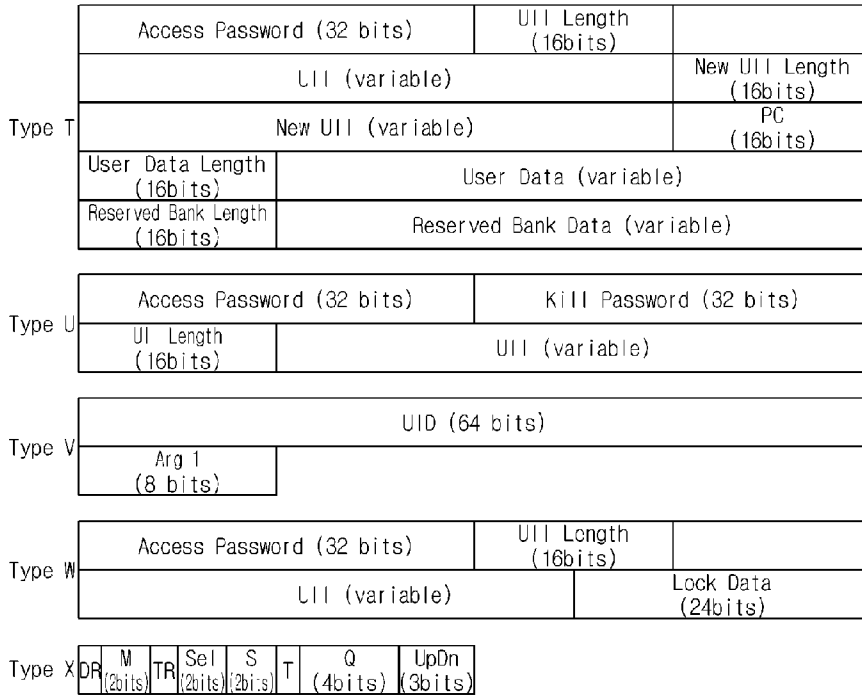 Type T
Access Password (32 bits)
UII Length
(16bits)
UII (variable)
New UII Length
(16bits)
New UII (variable)
PC
(16bits)
User Data Length
(16bits)
User Data (variable)
Reserved Bank Length
(16bits)
Reserved Bank Data (variable)
Type U
Access Password (32 bits)
Kill Password (32 bits)
UI Length
(16bits)
UII (variable)
Type V
UID (64 bits)
Arg 1
(8 bits)
Type W
Access Password (32 bits)
UII Length
(16bits)
UII (variable)
Lock Data
(24bits)
Type X
DR
M
(2bits)
TR
Sel
(2bits)
S
(2bits)
T
Q
(4bits)
UpDn
(3bits)